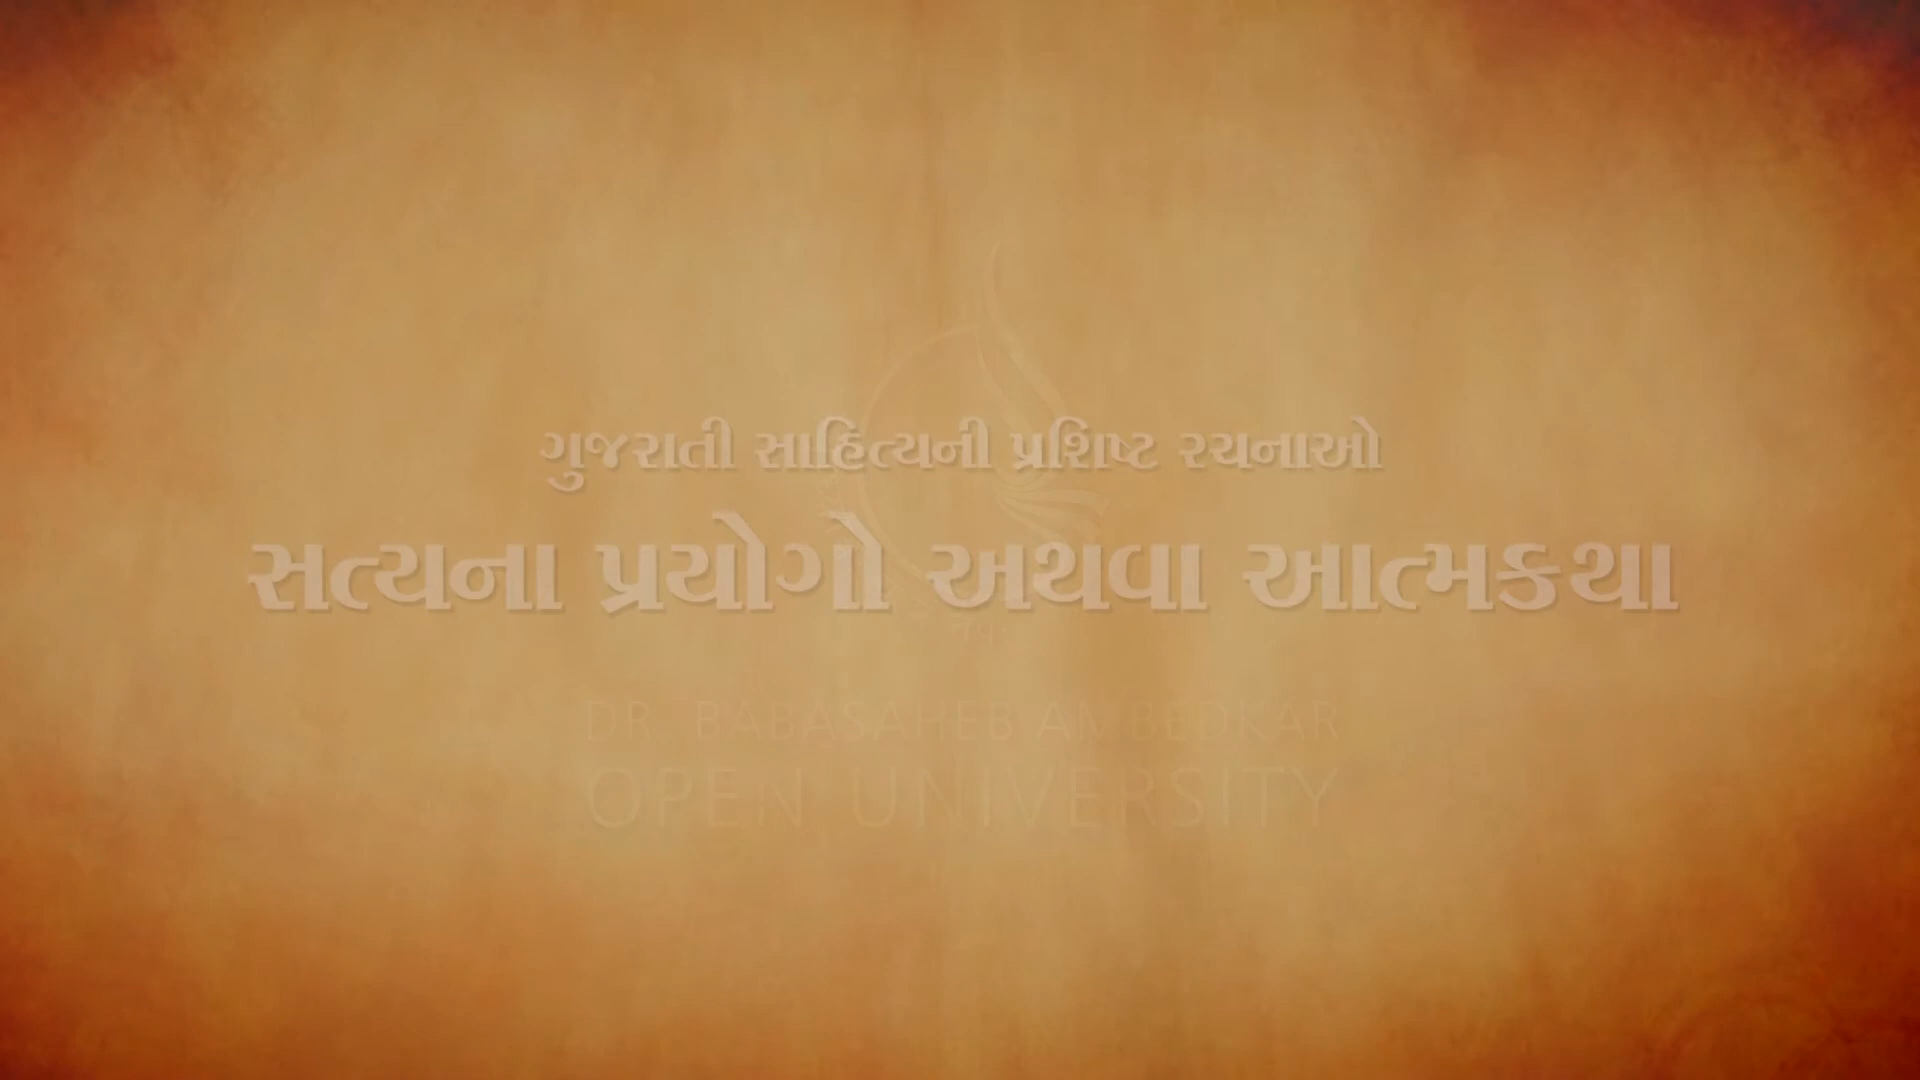 ગુજરાતી સાહિત્યની પ્રશિષ્ટ રચનાઓ
સત્યના પ્રયોગો અથવા આત્મકથા
DR. BABASAHEB AMBEDKAR
OPEN UNIVERSITY